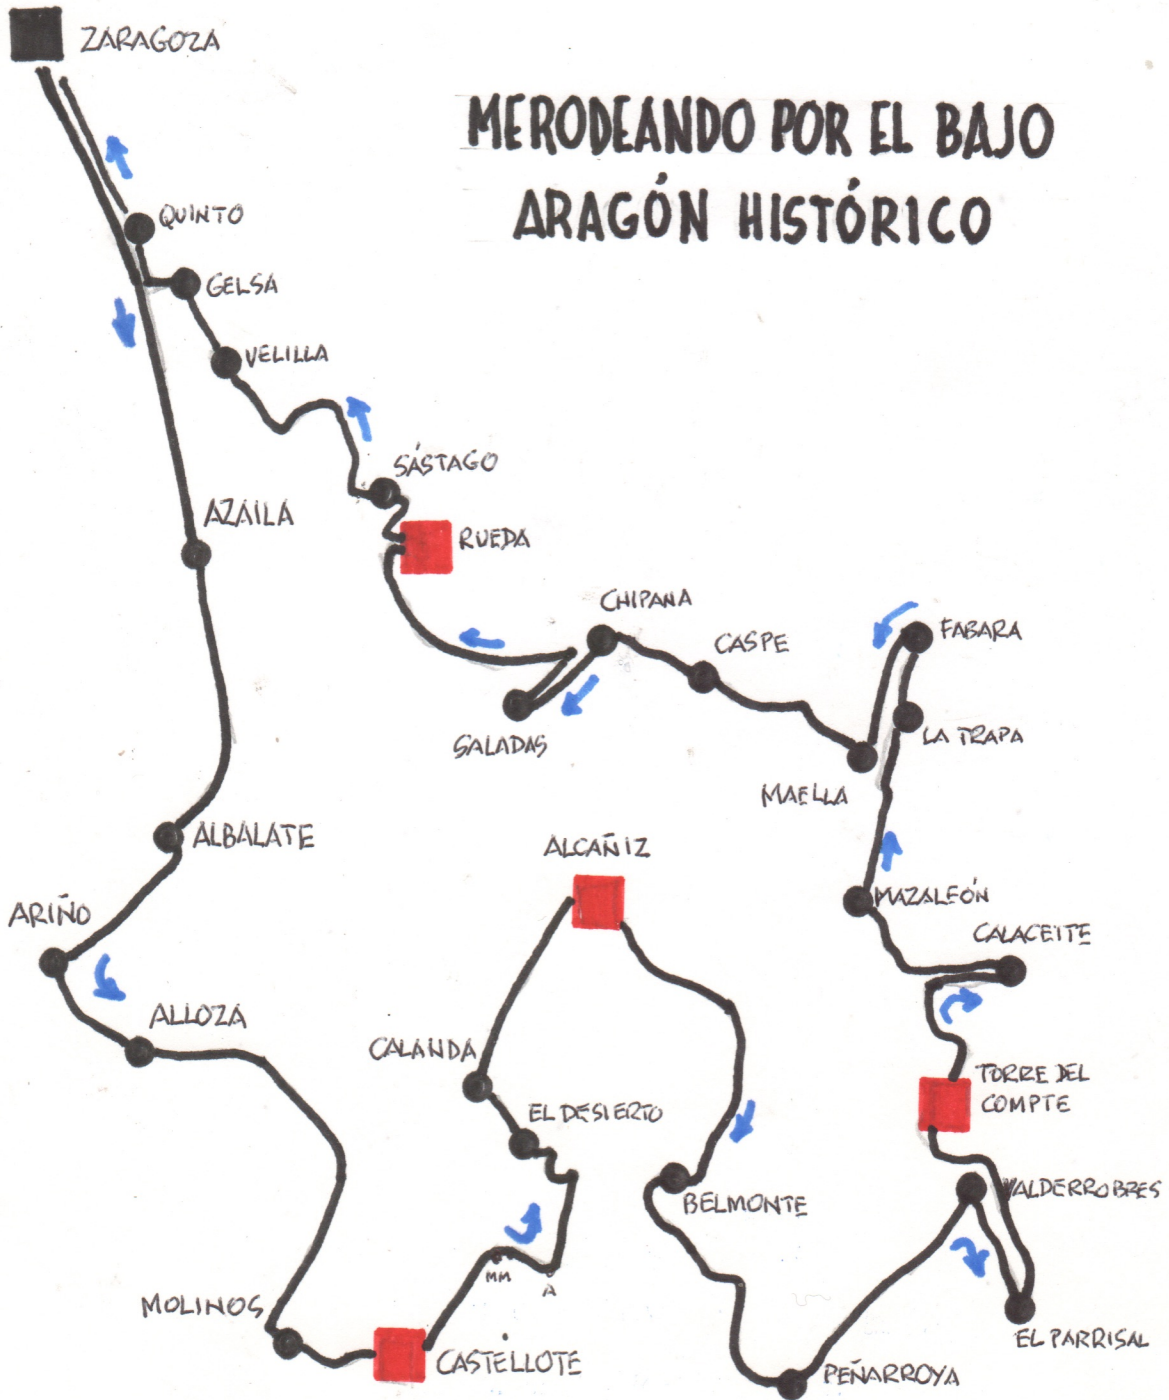 ZARAGOZA
MERODEANDO POR EL BAJO
ARAGÓN HISTÓRICO
QUINTO
GELSA
VELILLA
SÁSTAGO
AZAILA
RUEDA
CHIPANA
CASPE
FABARA
SALADAS
LA TRAPA
MAELLA
ALBALATE
ALCAÑIZ
MAZALEÓN
ARIÑO
CALACEITE
ALLOZA
CALANDA
TORRE DEL
COMPTE
EL DESIERTO
BELMONTE
VALDERROBRES
MM
A
MOLINOS
EL PARRISAL
CASTELLOTE
PEÑARROYA